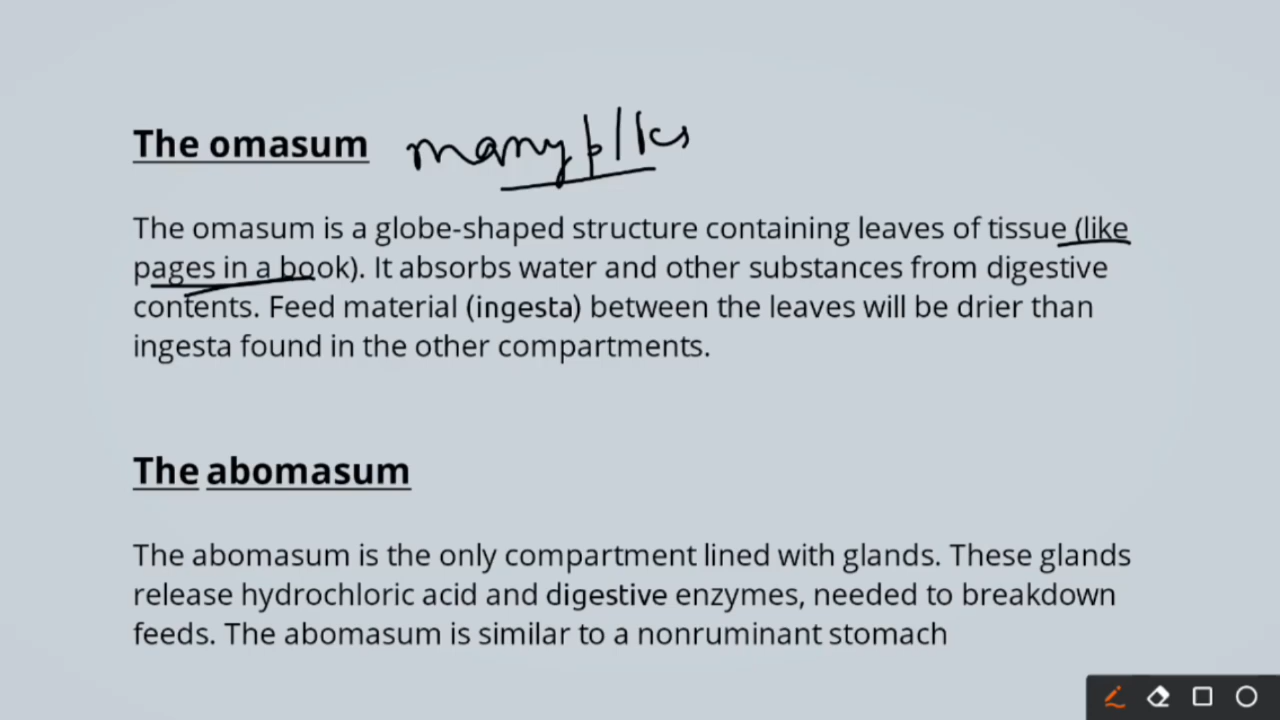 The omasum manyplies
The omasum is a globe-shaped structure containing leaves of tissue (like
pages in a book). It absorbs water and other substances from digestive
contents. Feed material (ingesta) between the leaves will be drier than
ingesta found in the other compartments.
The abomasum
The abomasum is the only compartment lined with glands. These glands
release hydrochloric acid and digestive enzymes, needed to breakdown
feeds. The abomasum is similar to a nonruminant stomach